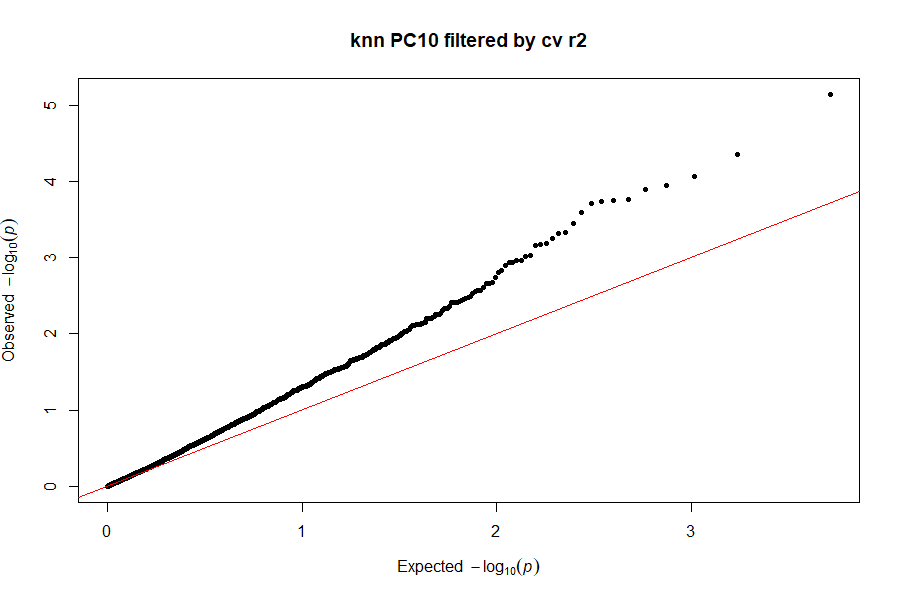 knn PC10 filtered by cv r2
5
4
3
2
1
0
Observed −log10(p)
0 1 2 3
Expected −log10(p)